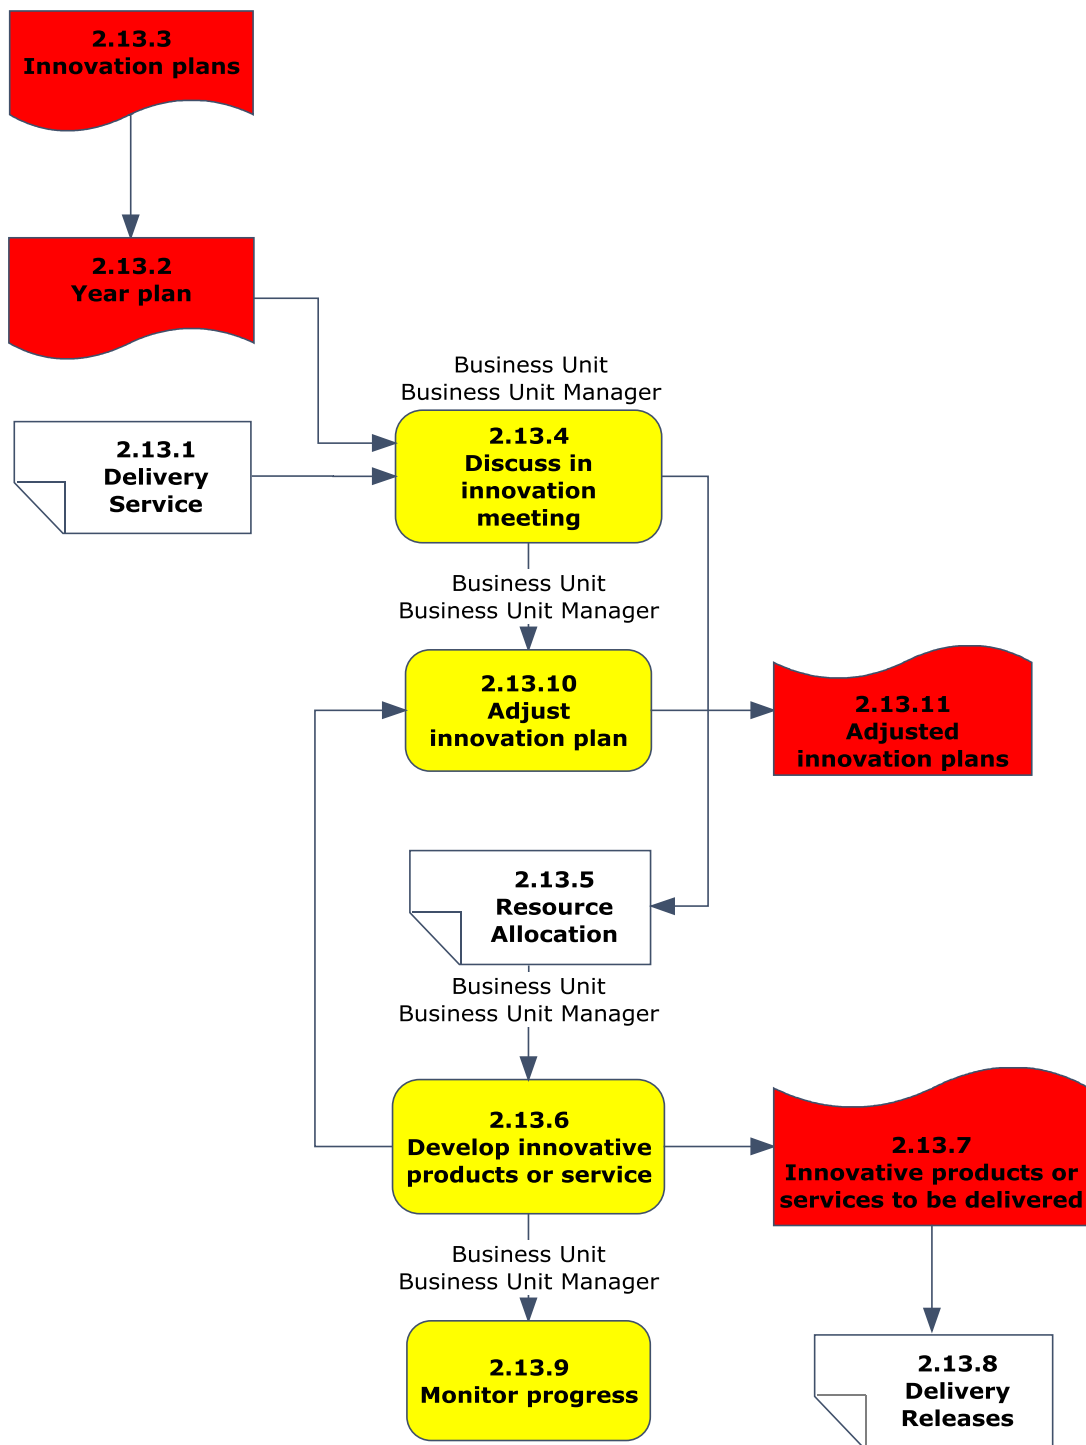 2.13.3
Innovation plans
2.13.2
Year plan
Business Unit
Business Unit Manager
2.13.1
Delivery
Service
2.13.4
Discuss in
innovation
meeting
Business Unit
Business Unit Manager
2.13.10
Adjust
innovation plan
2.13.11
Adjusted
innovation plans
2.13.5
Resource
Allocation
Business Unit
Business Unit Manager
2.13.6
Develop innovative
products or service
2.13.7
Innovative products or
services to be delivered
Business Unit
Business Unit Manager
2.13.9
Monitor progress
2.13.8
Delivery
Releases